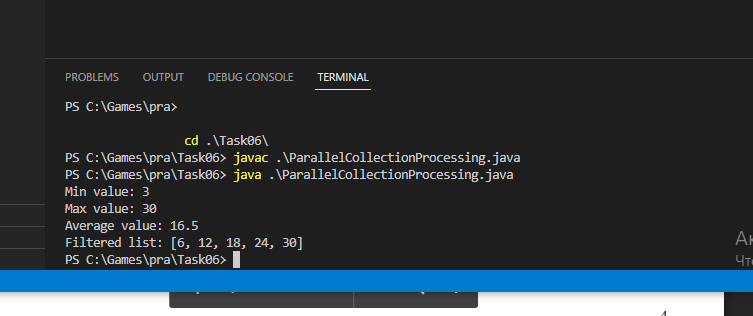 PROBLEMS OUTPUT DEBUG CONSOLE TERMINAL
PS C:\Games\pra>
cd .\Task06\
PS C:\Games\pra\Task06> javac .\ParallelCollectionProcessing.java
PS C:\Games\pra\Task06> java .\ParallelCollectionProcessing.java
Min value: 3
Max value: 30
Average value: 16.5
Filtered list: [6, 12, 18, 24, 30]
PS C:\Games\pra\Task06>